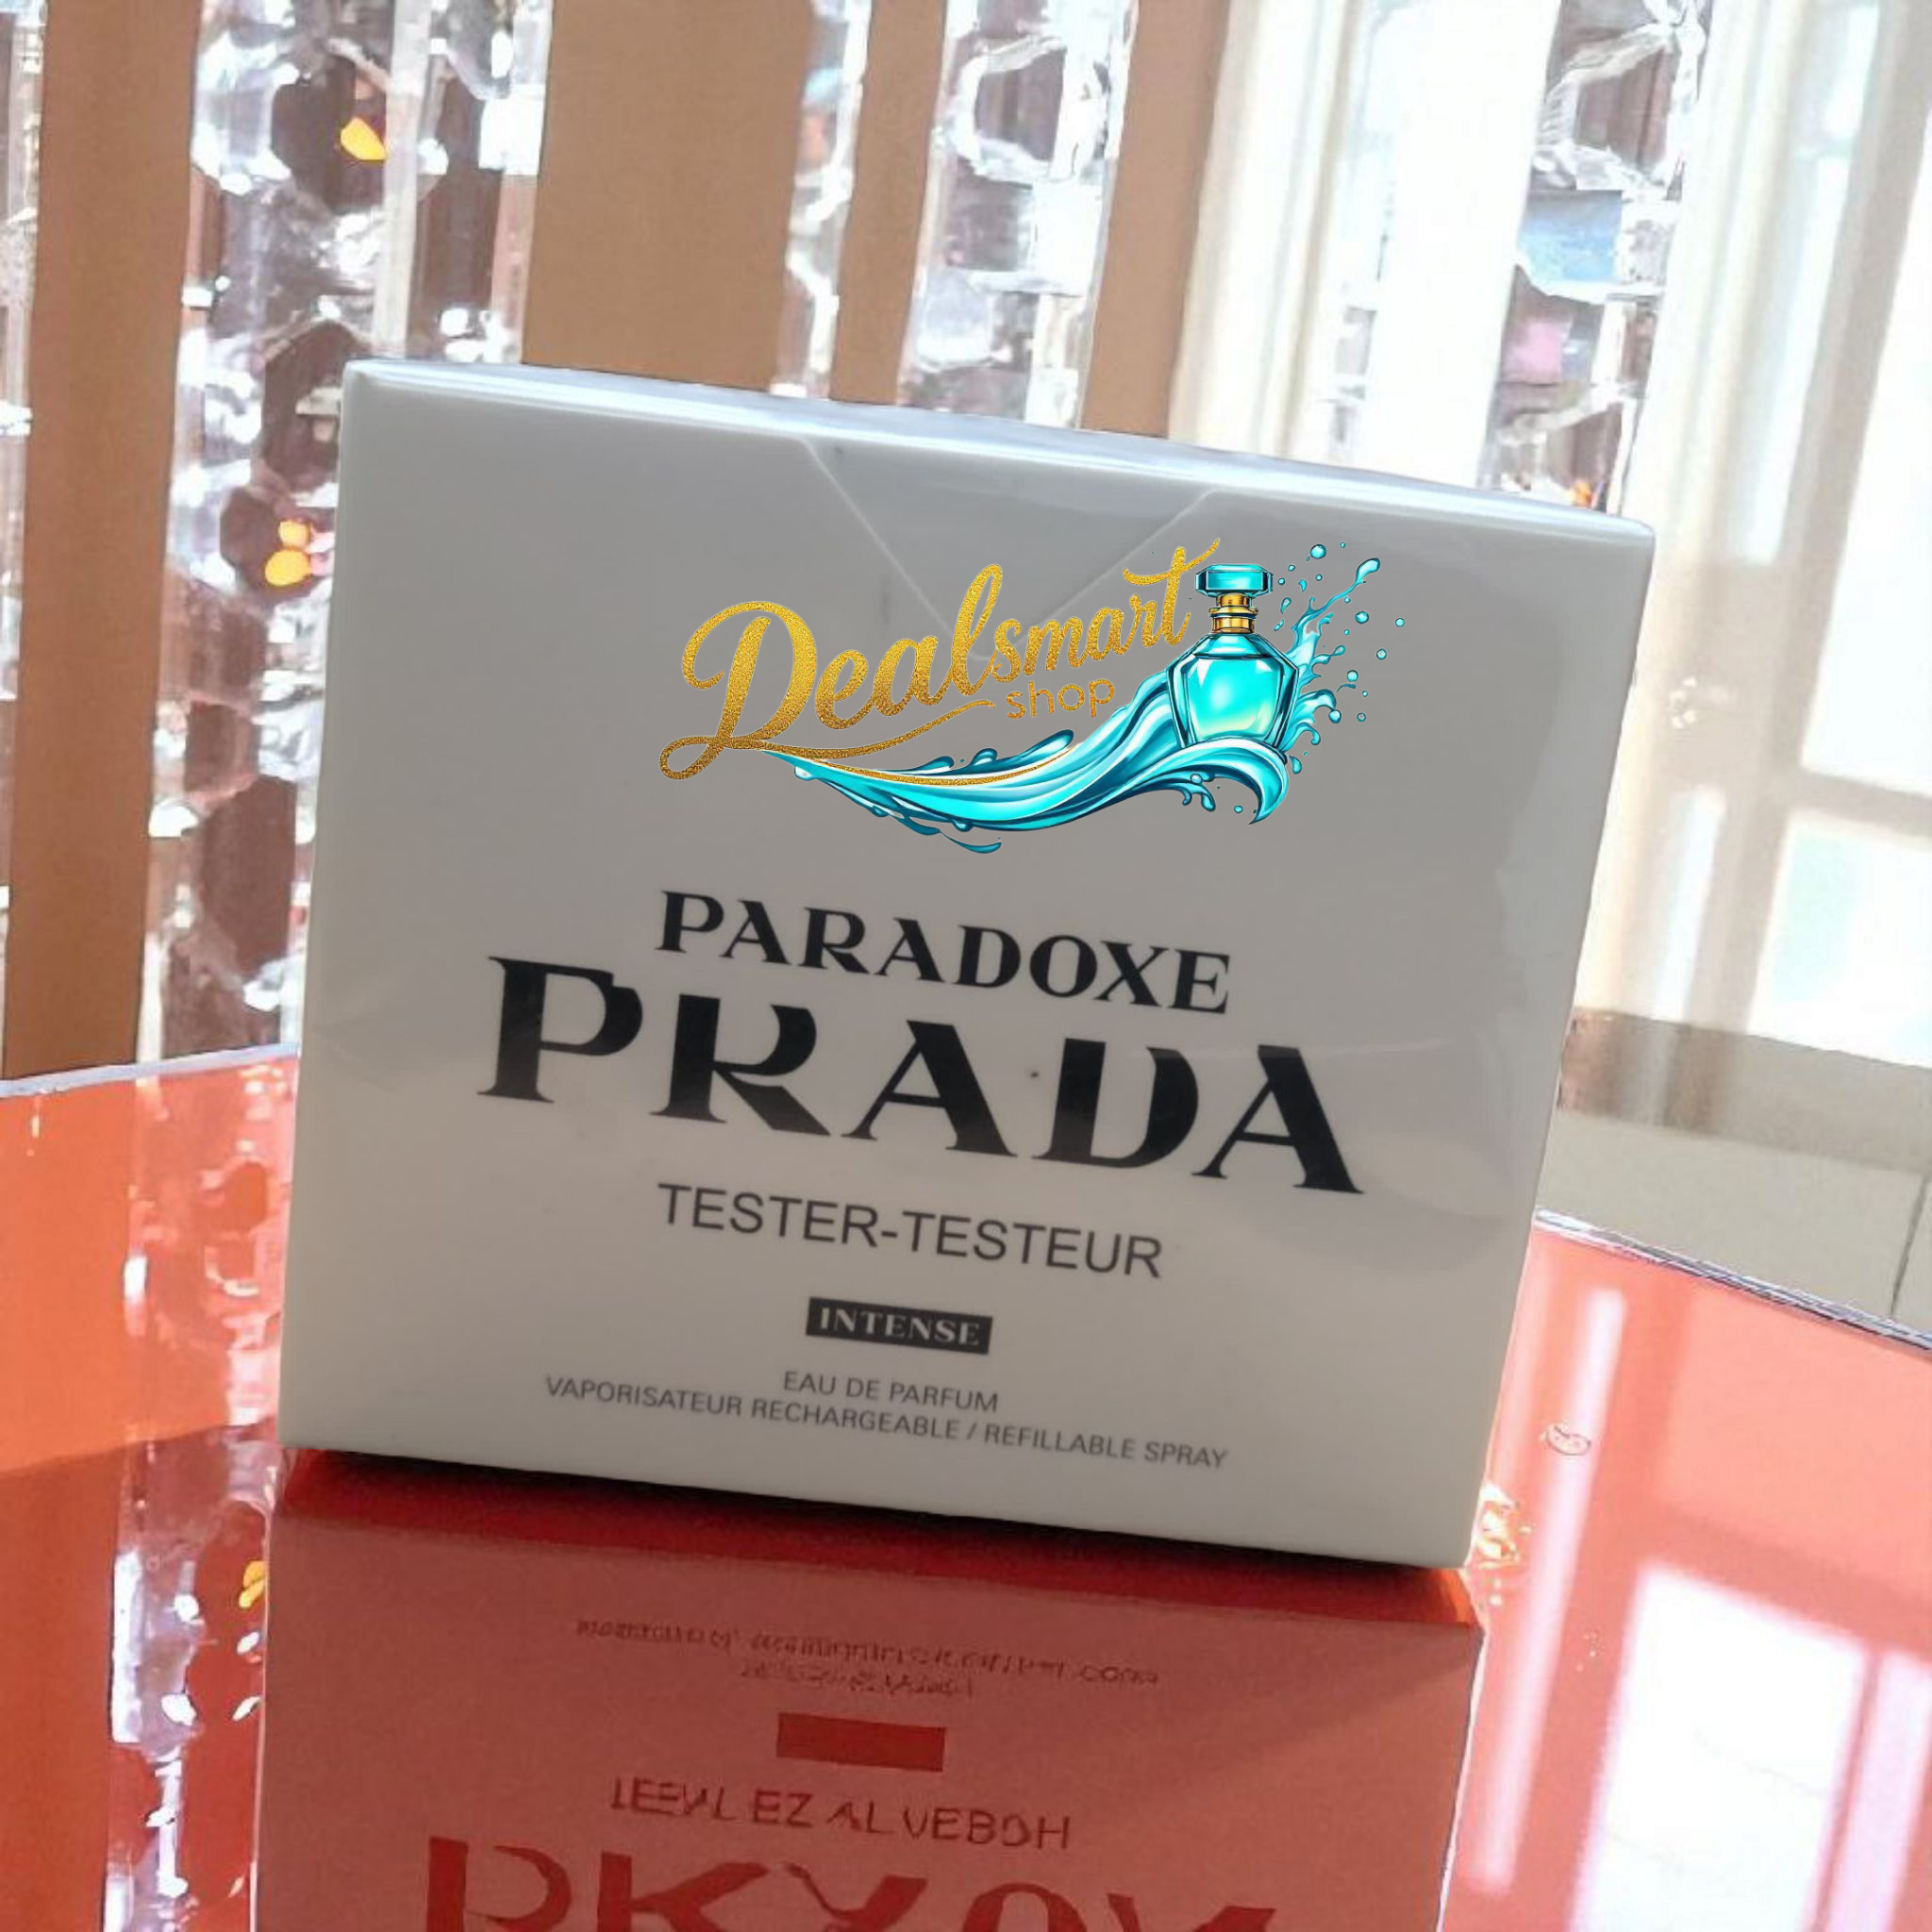 Dealsmart
shop
PARADOXE
PRADA
TESTER-TESTEUR
INTENSE
EAU DE PARFUM
VAPORISATEUR RECHARGEABLE / REFILLABLE SPRAY